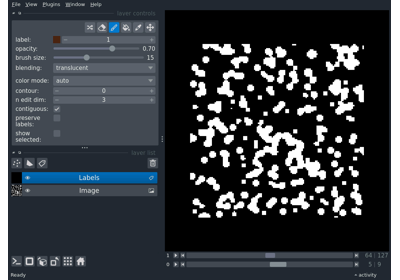 File View Plugins Window Help
layer controls
label: 1
opacity: 0.70
brush size: 15
blending: translucent
color mode: auto
contour: 0
n edit dim: 3
contiguous:
preserve
labels:
show
selected:
layer list
Labels
Image
1 64 127
0 5 9
Ready activity